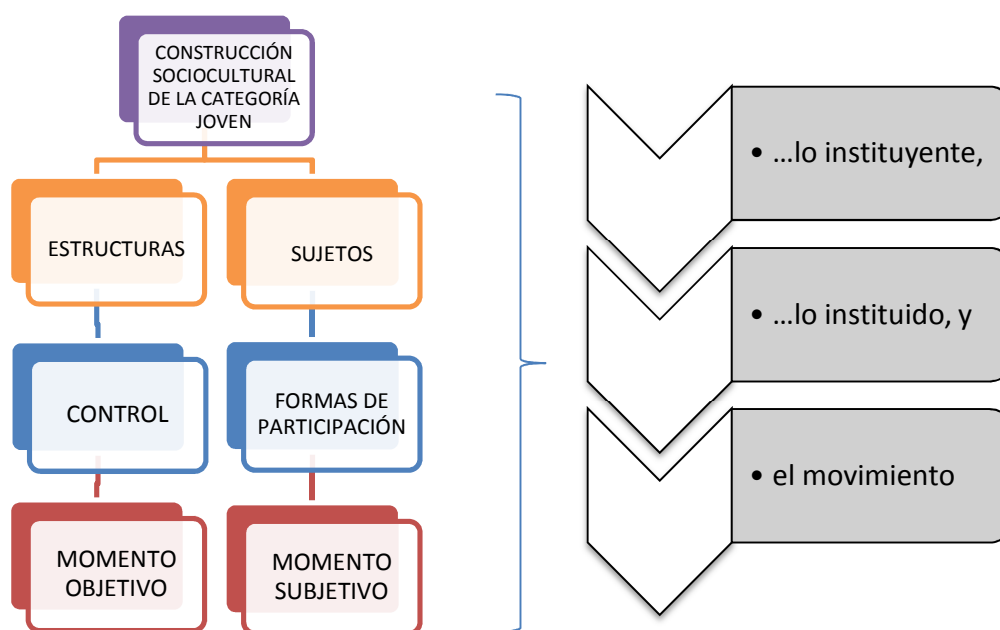 CONSTRUCCIÓN
SOCIOCULTURAL
DE LA CATEGORÍA
JOVEN
ESTRUCTURAS
SUJETOS
CONTROL
FORMAS DE
PARTICIPACIÓN
MOMENTO
OBJETIVO
MOMENTO
SUBJETIVO
• ...lo instituyente,
• ...lo instituido, y
• el movimiento